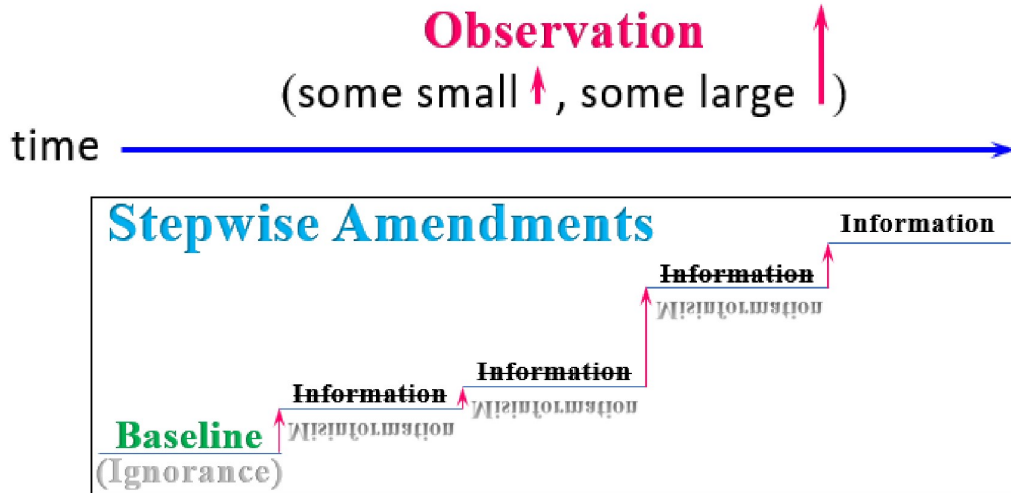 Observation
(some small , some large )
time
Stepwise Amendments
Information
Information
Misinformation
Information
Misinformation
Information
Misinformation
Baseline
(Ignorance)